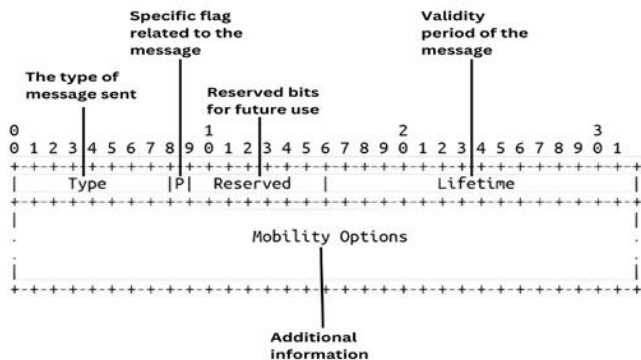 Specific flag
related to the
message
Validity
period of the
message
The type of
message sent
Reserved bits
for future use
0 1 2 3
0 1 2 3 4 5 6 7 8 9 0 1 2 3 4 5 6 7 8 9 0 1 2 3 4 5 6 7 8 9 0 1
+-+-+-+-+-+-+-+-+-+-+-+-+-+-+-+-+-+-+-+-+-+-+-+-+-+-+-+-+-+-+-+-+
| Type |P| Reserved | Lifetime |
+-+-+-+-+-+-+-+-+-+-+-+-+-+-+-+-+-+-+-+-+-+-+-+-+-+-+-+-+-+-+-+-+
| |
. Mobility Options .
. .
| |
+-+-+-+-+-+-+-+-+-+-+-+-+-+-+-+-+-+-+-+-+-+-+-+-+-+-+-+-+-+-+-+-+
Additional
information